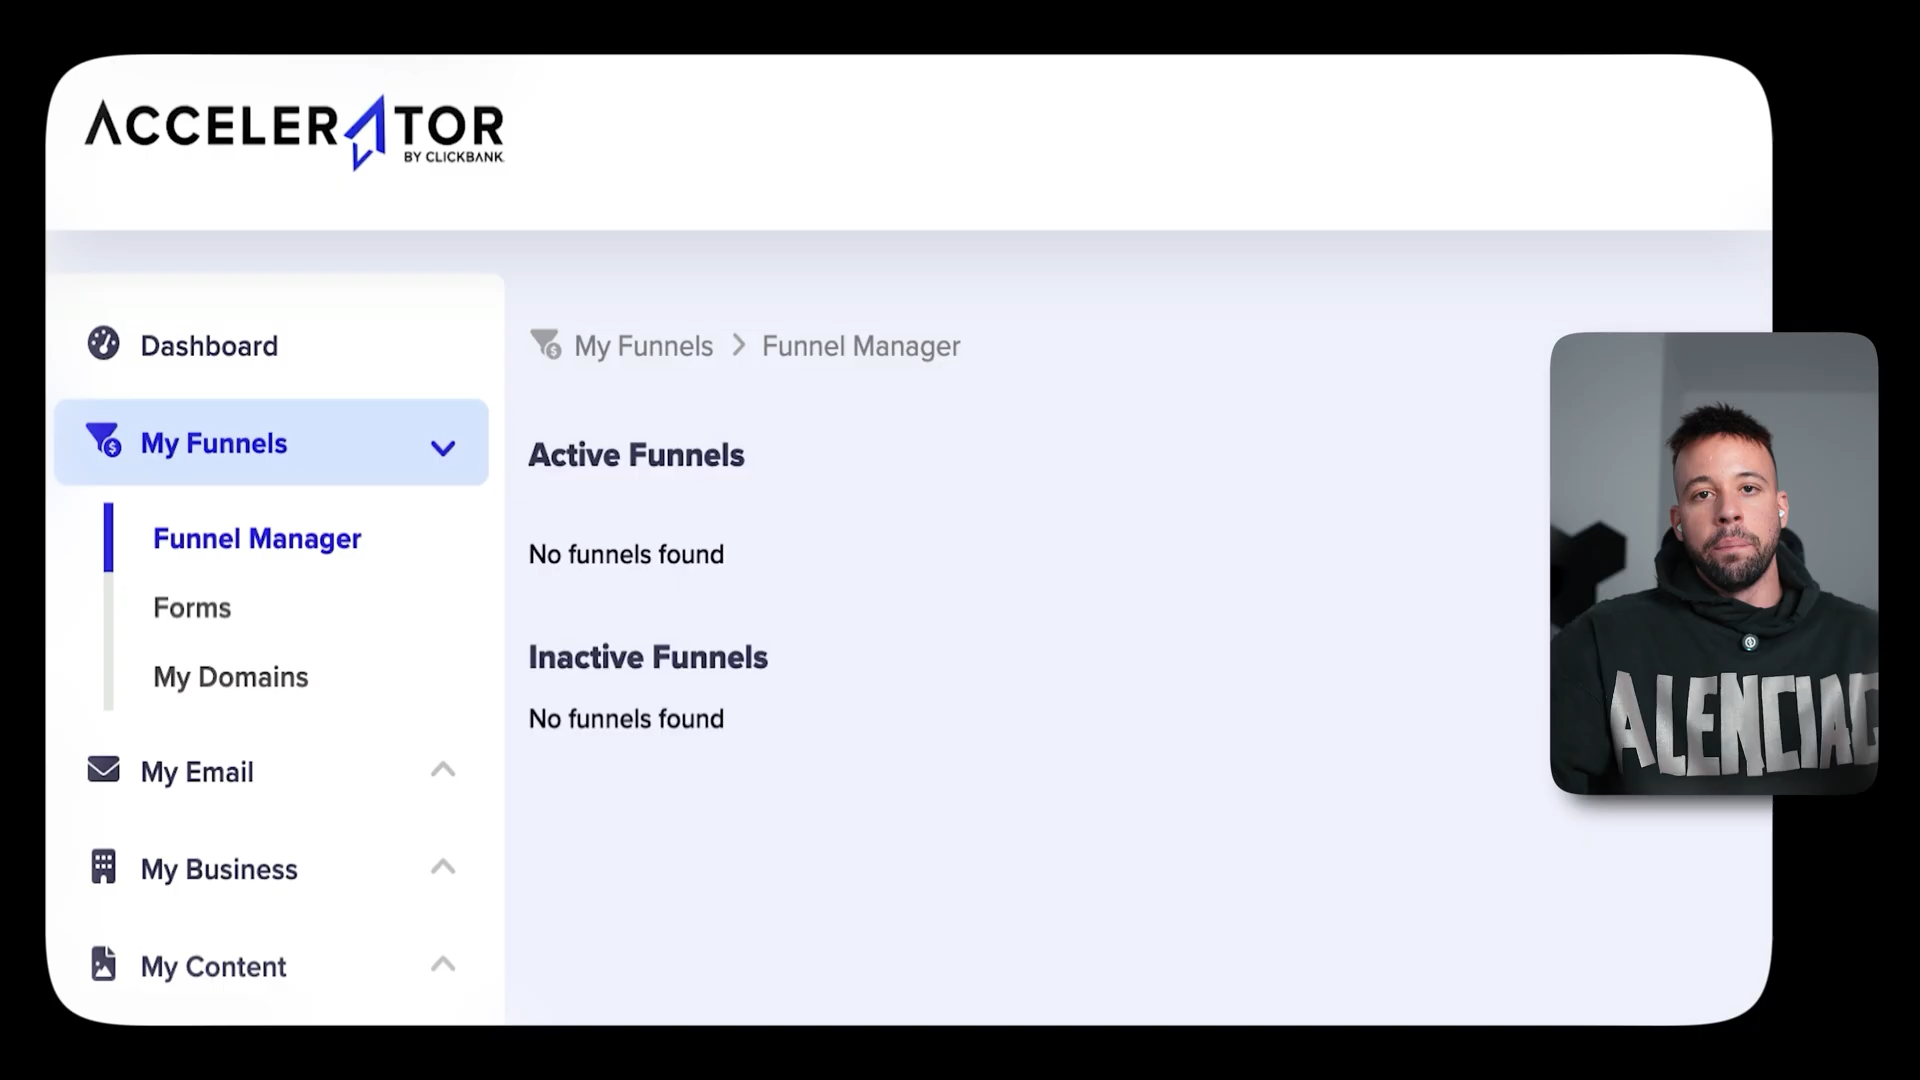 ACCELERATOR
BY CLICKBANK
Dashboard
My Funnels
Funnel Manager
Forms
My Domains
My Email
My Business
My Content
My Funnels > Funnel Manager
Active Funnels
No funnels found
Inactive Funnels
No funnels found
ALENCIAG